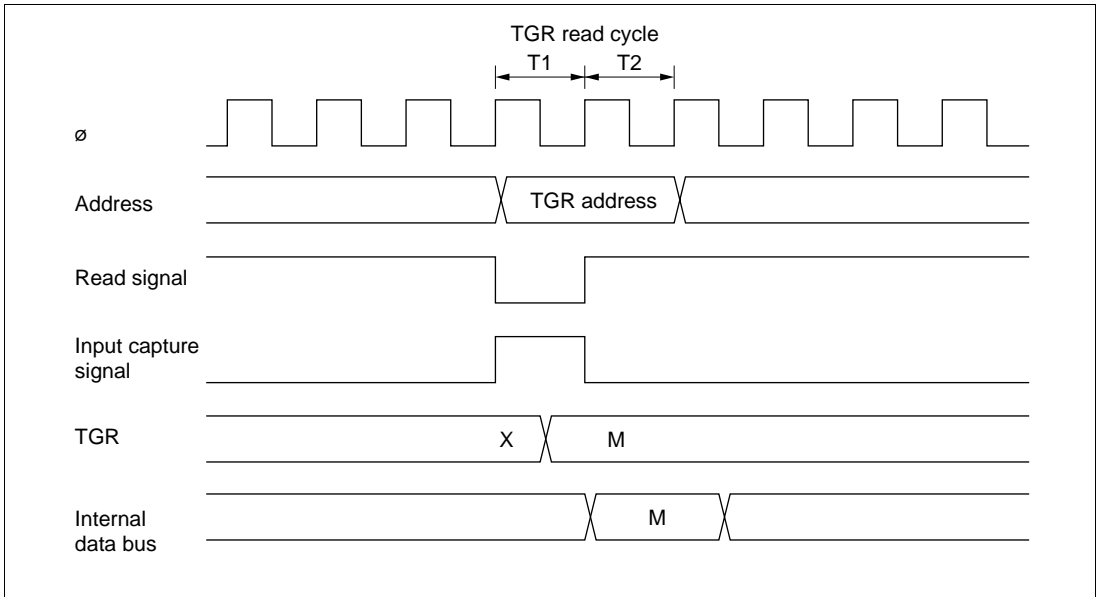 TGR read cycle
T1 T2
ø
Address
TGR address
Read signal
Input capture
signal
TGR
X M
Internal
data bus
M